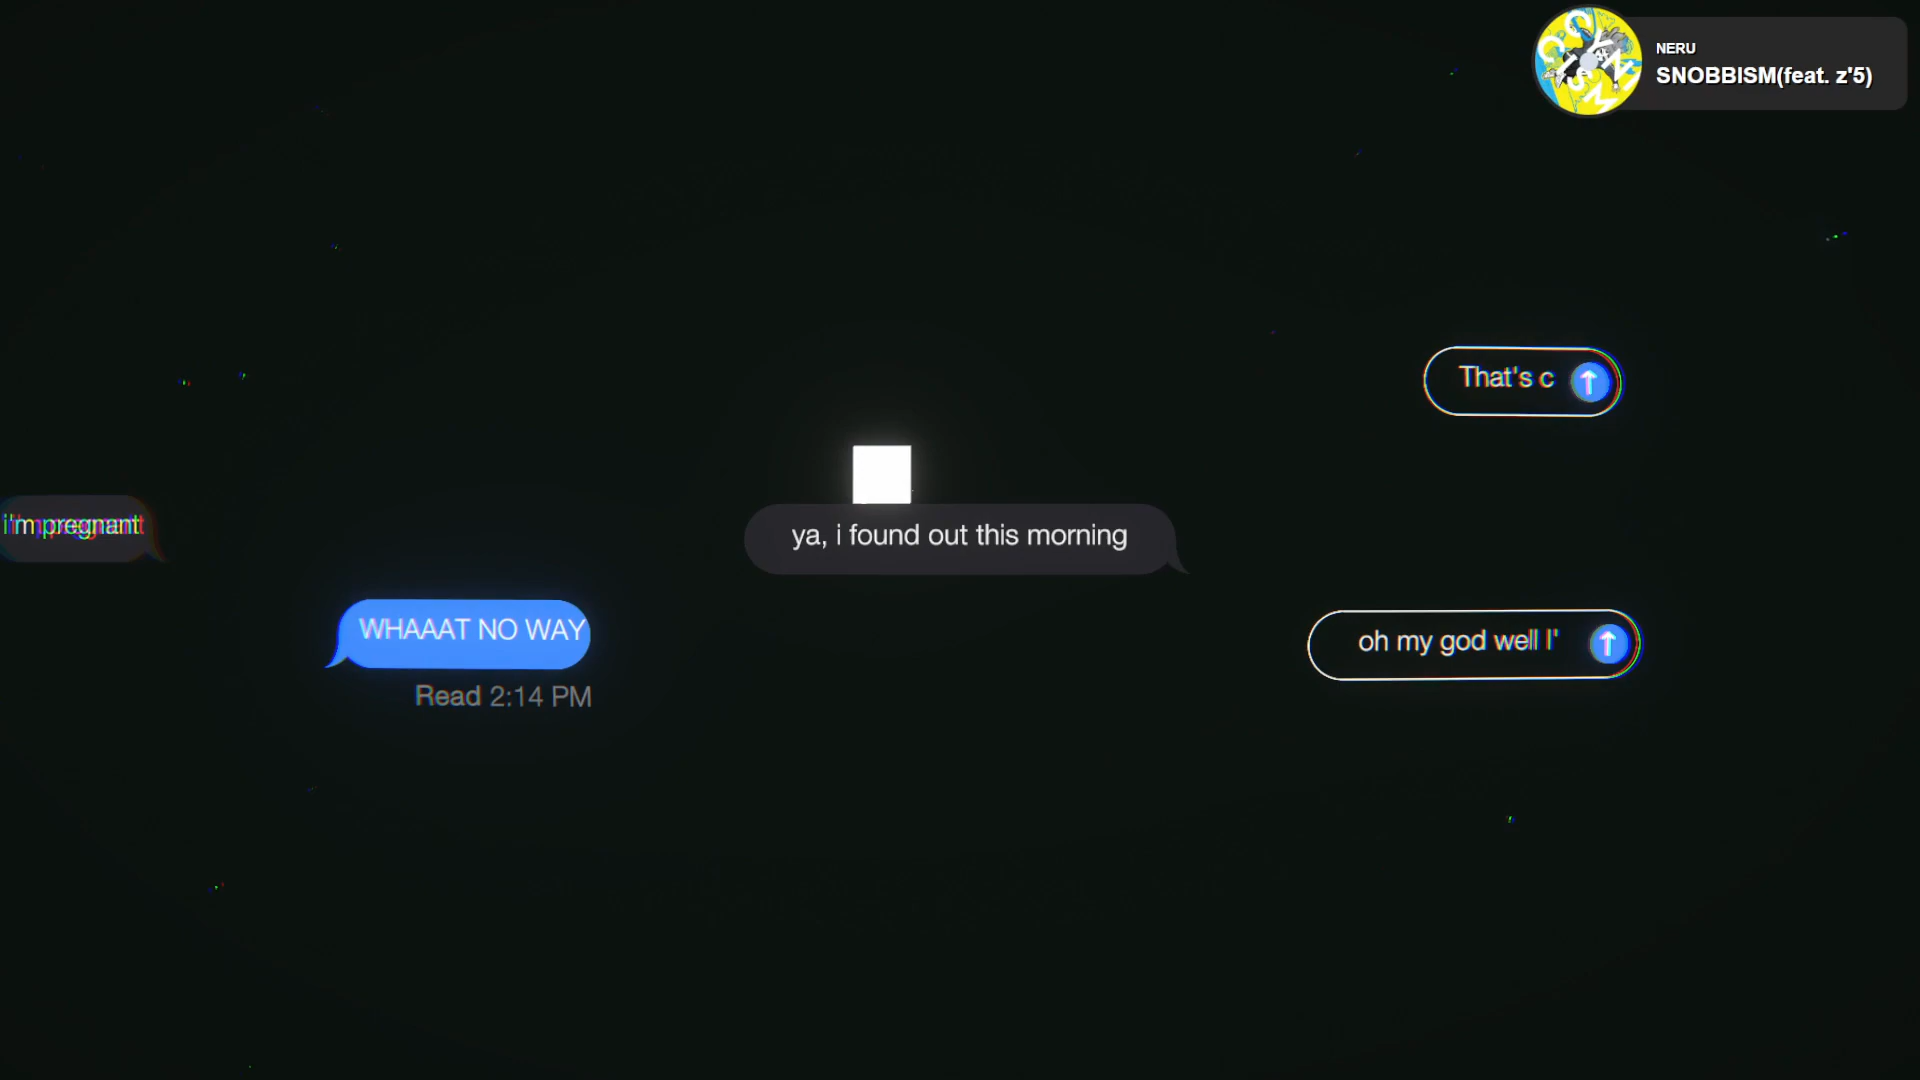 NERU
SNOBBISM(feat. z'5)
That's c
i'm pregnant
ya, i found out this morning
WHAAAT NO WAY
oh my god well I'
Read 2:14 PM
CYNICISM